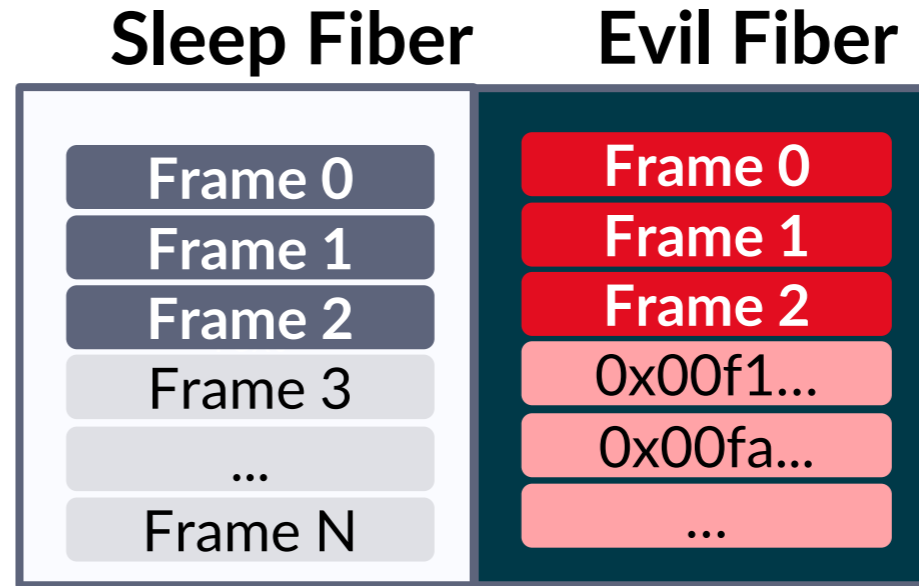 Sleep Fiber
Frame 0
Frame 1
Frame 2
Frame 3
...
Frame N
Evil Fiber
Frame 0
Frame 1
Frame 2
0x00f1...
0x00fa...
...